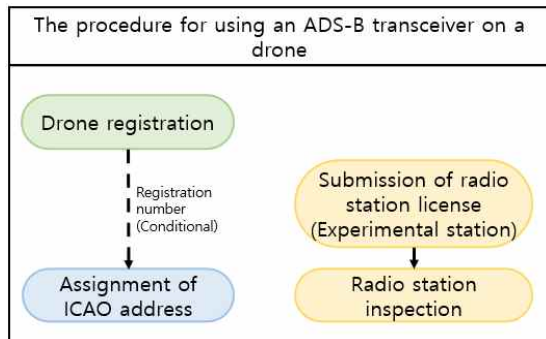 The procedure for using an ADS-B transceiver on a
drone
Drone registration
Registration
number
(Conditional)
Assignment of
ICAO address
Submission of radio
station license
(Experimental station)
Radio station
inspection